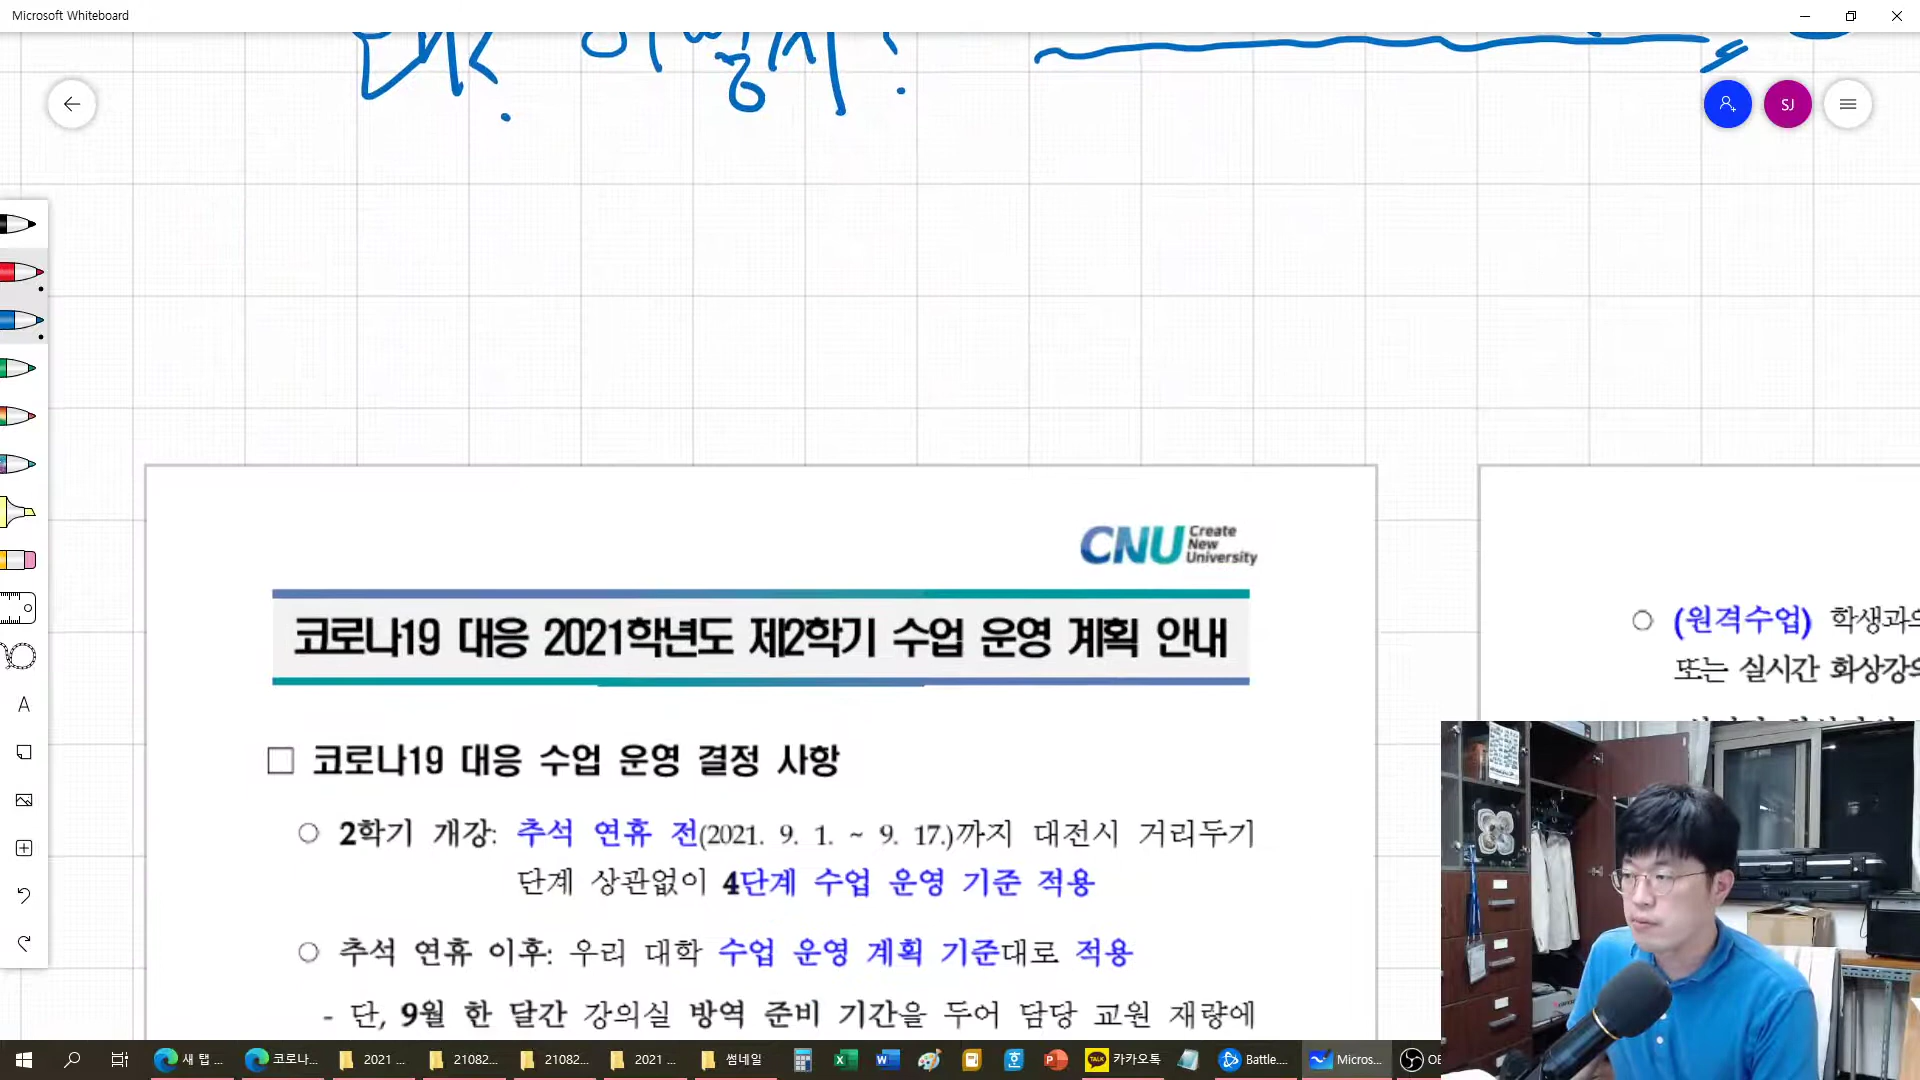 Microsoft Whiteboard
SJ
CNU Create New University
코로나19 대응 2021학년도 제2학기 수업 운영 계획 안내
□ 코로나19 대응 수업 운영 결정 사항
○ 2학기 개강: 추석 연휴 전(2021. 9. 1. ~ 9. 17.)까지 대전시 거리두기
단계 상관없이 4단계 수업 운영 기준 적용
○ 추석 연휴 이후: 우리 대학 수업 운영 계획 기준대로 적용
- 단, 9월 한 달간 강의실 방역 준비 기간을 두어 담당 교원 재량에
○ (원격수업) 학생과의
또는 실시간 화상강의
A
새 탭 ...
코로나...
2021 ...
21082...
21082...
2021 ...
썸네일
카카오톡
Battle....
Micros...
OB